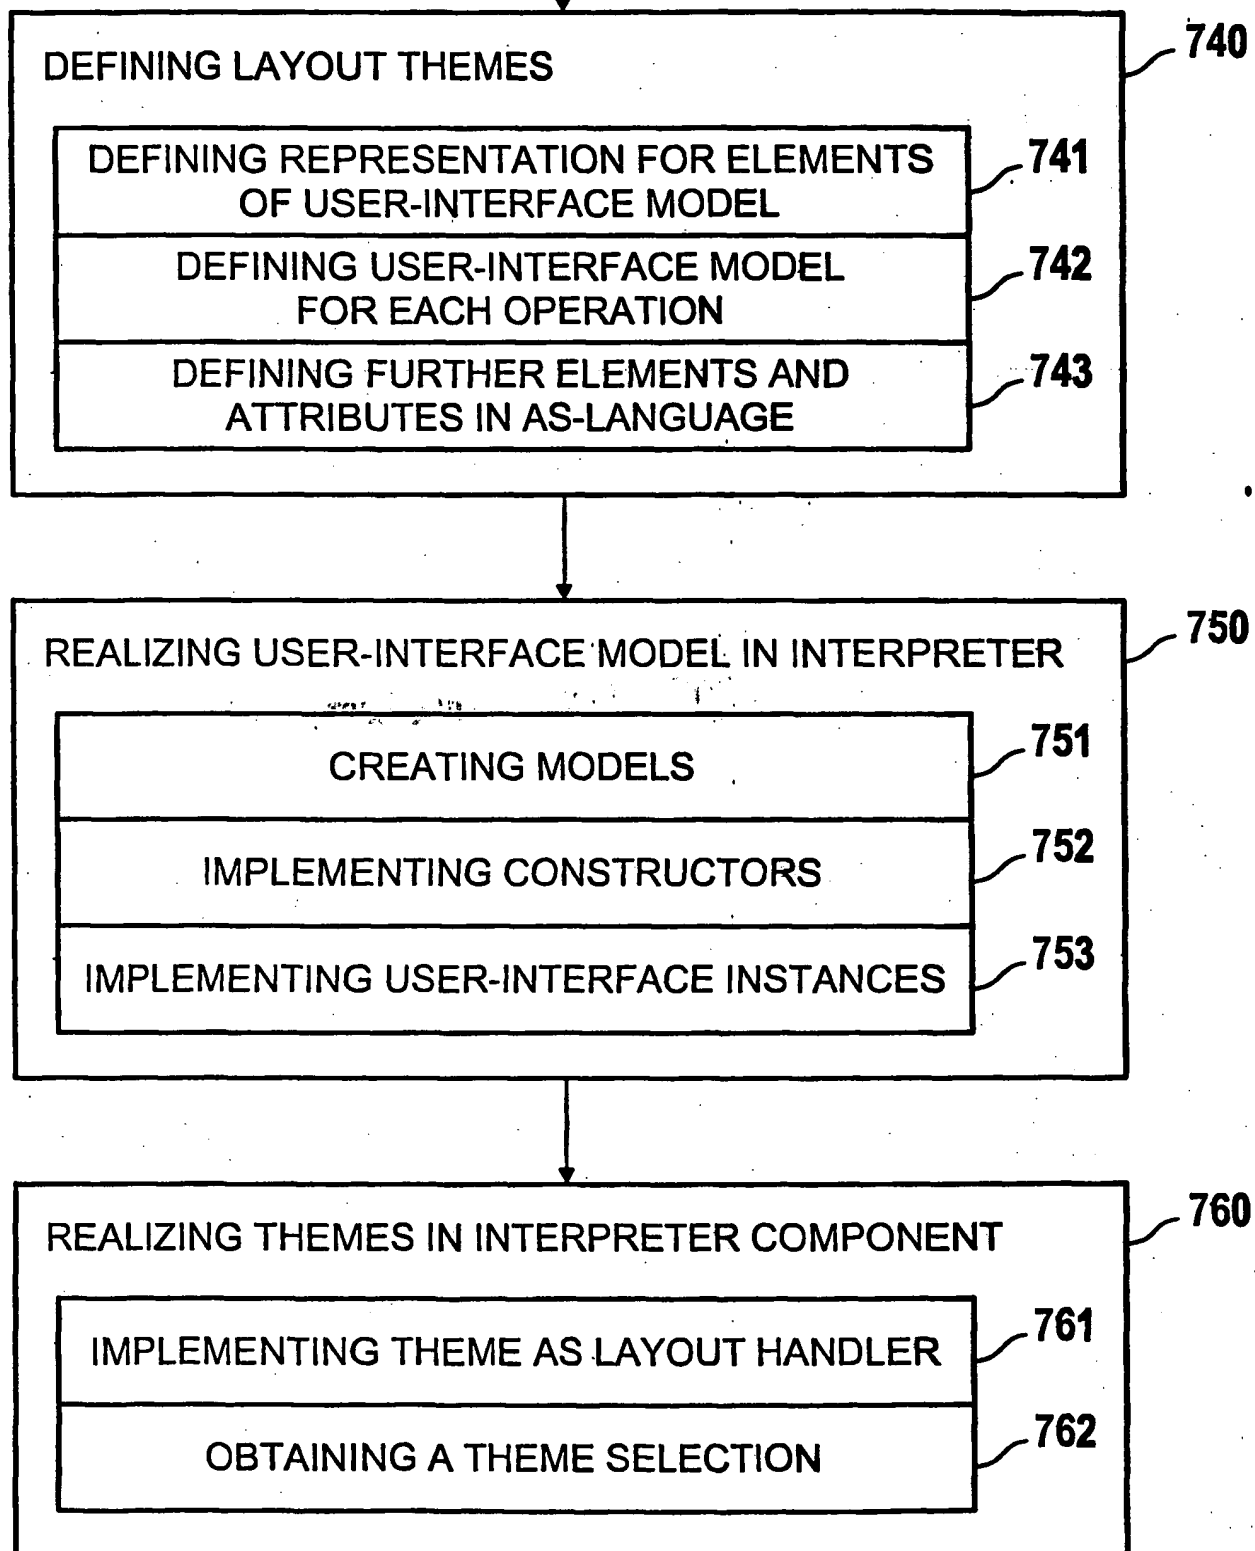 740
DEFINING LAYOUT THEMES
DEFINING REPRESENTATION FOR ELEMENTS
OF USER-INTERFACE MODEL
741
DEFINING USER-INTERFACE MODEL
FOR EACH OPERATION
742
DEFINING FURTHER ELEMENTS AND
ATTRIBUTES IN AS-LANGUAGE
743
750
REALIZING USER-INTERFACE MODEL IN INTERPRETER
CREATING MODELS
751
IMPLEMENTING CONSTRUCTORS
752
IMPLEMENTING USER-INTERFACE INSTANCES
753
760
REALIZING THEMES IN INTERPRETER COMPONENT
IMPLEMENTING THEME AS LAYOUT HANDLER
761
OBTAINING A THEME SELECTION
762